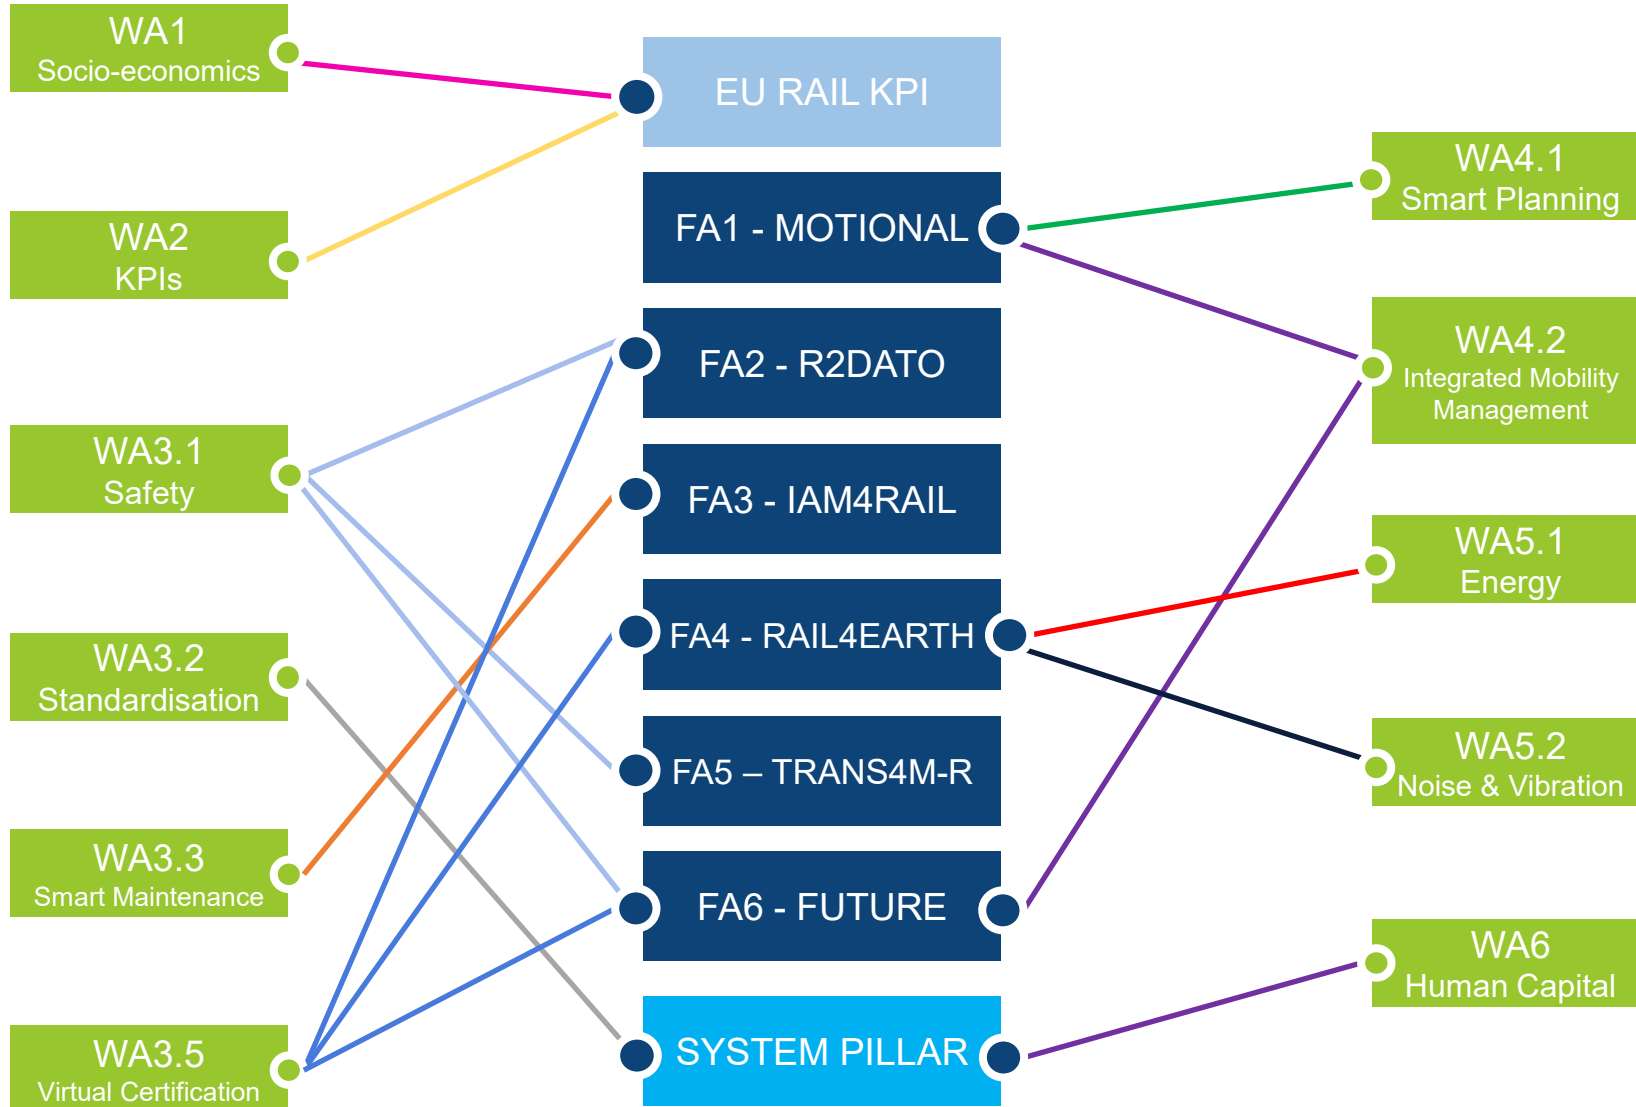 WA1
Socio-economics
WA2
KPIs
WA3.1
Safety
WA3.2
Standardisation
WA3.3
Smart Maintenance
WA3.5
Virtual Certification
EU RAIL KPI
FA1 - MOTIONAL
FA2 - R2DATO
FA3 - IAM4RAIL
FA4 - RAIL4EARTH
FA5 – TRANS4M-R
FA6 - FUTURE
SYSTEM PILLAR
WA4.1
Smart Planning
WA4.2
Integrated Mobility
Management
WA5.1
Energy
WA5.2
Noise & Vibration
WA6
Human Capital